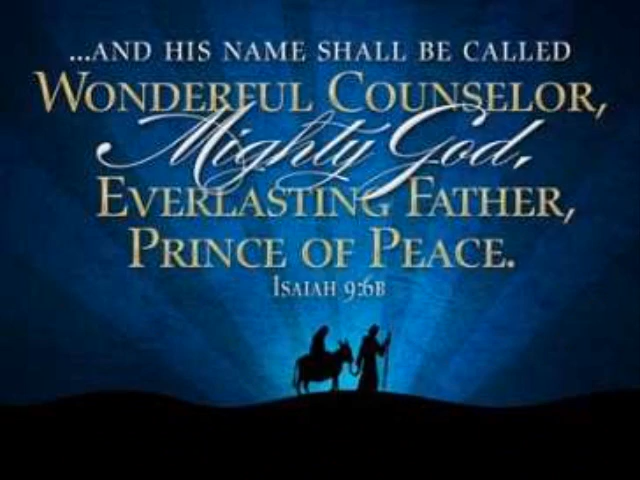 ...AND HIS NAME SHALL BE CALLED
WONDERFUL COUNSELOR,
Mighty God,
EVERLASTING FATHER,
PRINCE OF PEACE.
ISAIAH 9:6B